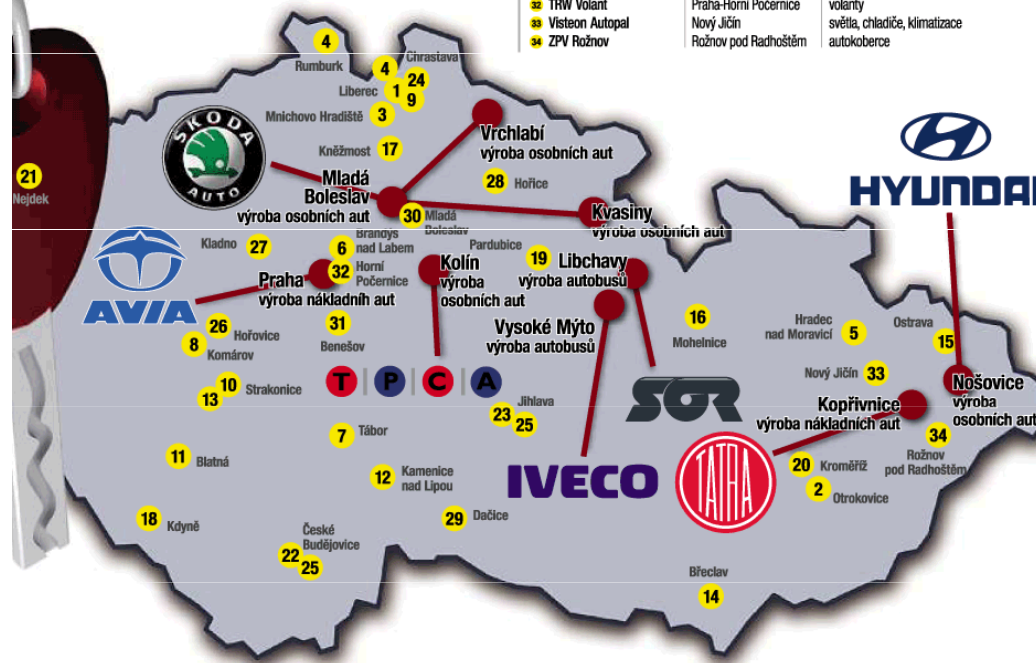 32 TRW Volant Praha-Horní Počernice volanty
33 Visteon Autopal Nový Jičín světla, chladiče, klimatizace
34 ZPV Rožnov Rožnov pod Radhoštěm autokoberce
4
Rumburk
Chrastava
4
24
Liberec 1
9
Mnichovo Hradiště 3
ŠKODA
AUTO
Vrchlabí
výroba osobních aut
Kněžmost 17
21
Nejdek
28 Hořice
HYUNDAI
Mladá
Boleslav
výroba osobních aut
30 Mladá
Boleslav
Kvasiny
výroba osobních aut
Kladno 27
6 Brandýs
nad Labem
Pardubice 19
AVIA
Praha
výroba nákladních aut
32 Horní
Počernice
Kolín
výroba
osobních aut
Libchavy
výroba autobusů
Vysoké Mýto
výroba autobusů
26 Hořovice
8
Komárov
31
Benešov
16
Mohelnice
Hradec
nad Moravicí 5
Ostrava
15
10 Strakonice
13
T P C A
SOR
Nový Jičín 33
Nošovice
výroba
osobních aut
Kopřivnice
výroba nákladních aut
Jihlava
23
25
7 Tábor
34
Rožnov
pod Radhoštěm
11 Blatná
12 Kamenice
nad Lipou
IVECO
TATRA
20 Kroměříž
2 Otrokovice
18 Kdyně
29 Dačice
České
Budějovice
22
25
Břeclav
14